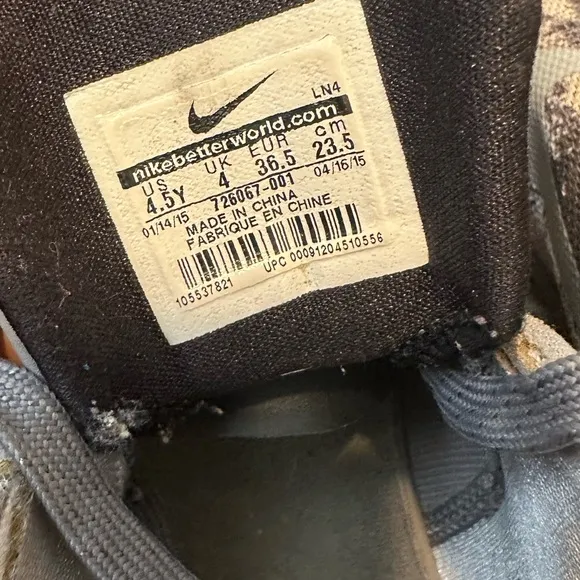 LN4
nikebetterworld.com
US UK EUR cm
4.5Y 4 36.5 23.5
01/14/15 726067-001 04/16/15
MADE IN CHINA
FABRIQUÉ EN CHINE
105537821 UPC 00091204510556